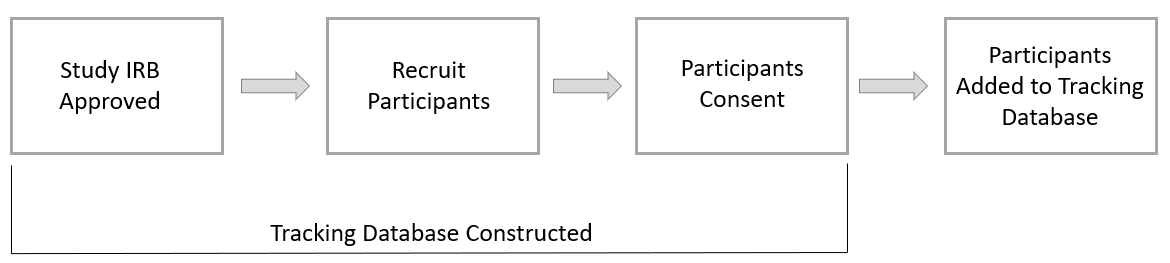 Study IRB
Approved
Recruit
Participants
Participants
Consent
Participants
Added to Tracking
Database
Tracking Database Constructed